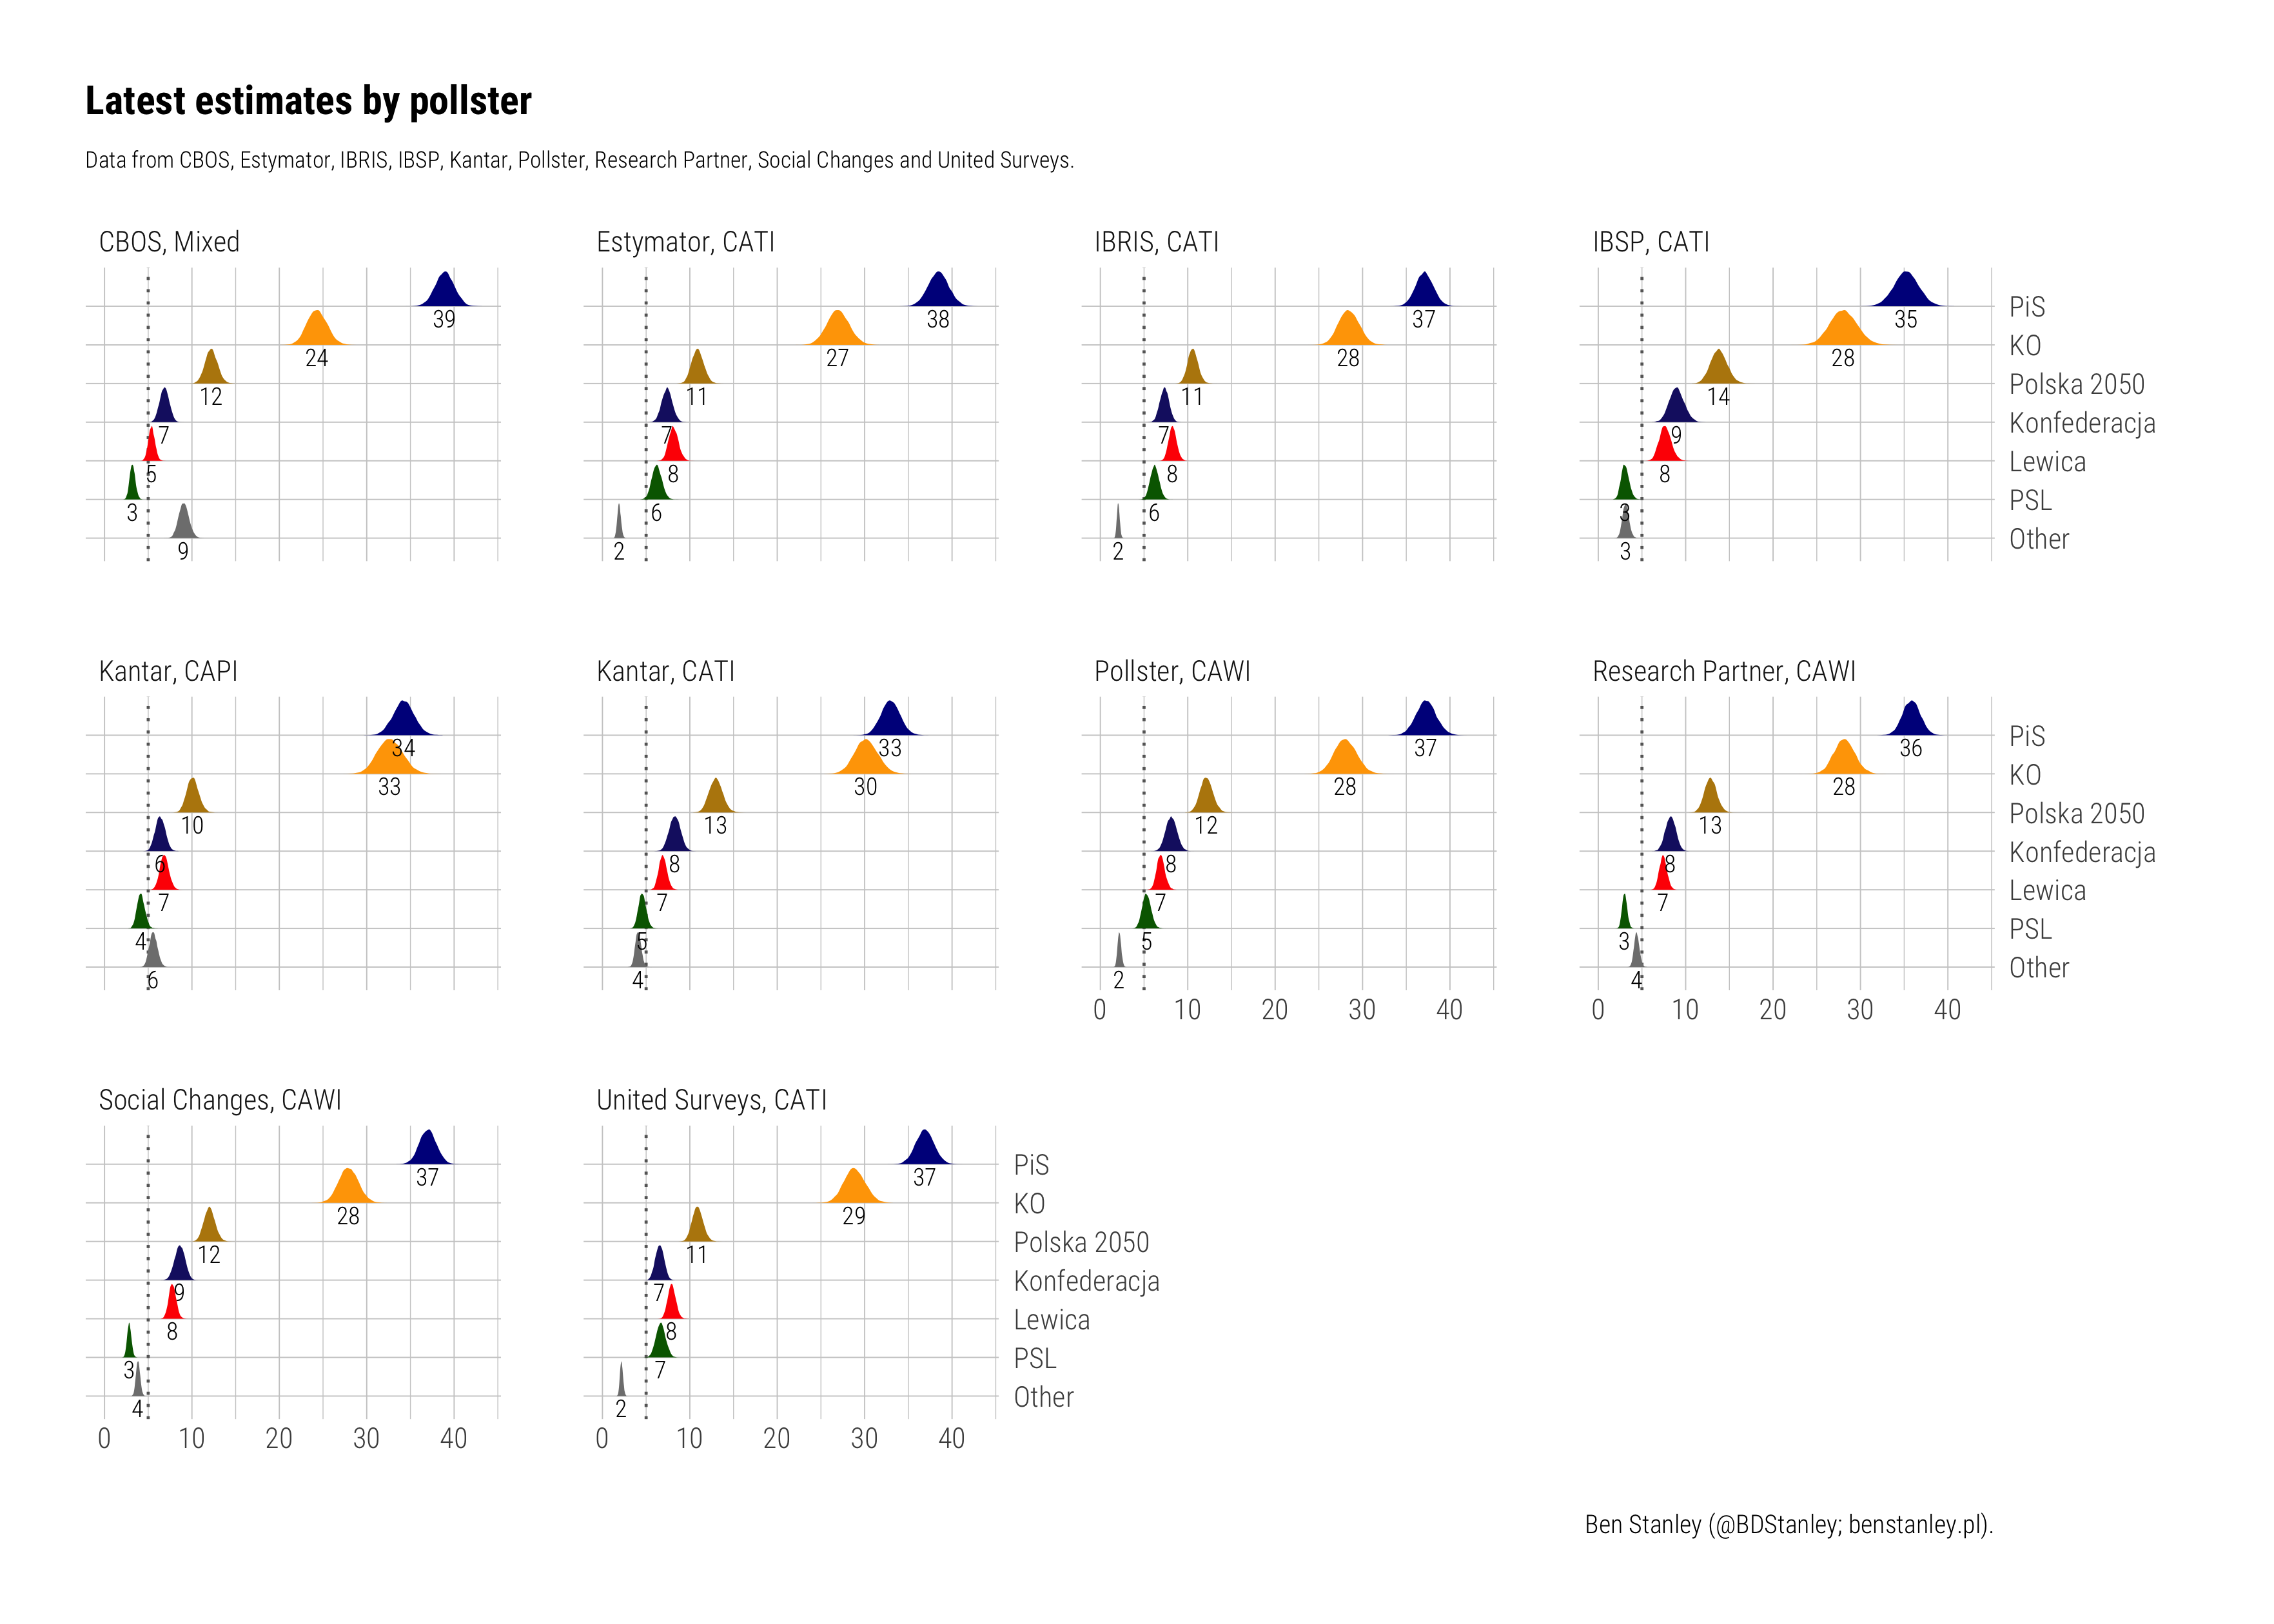 Latest estimates by pollster
Data from CBOS, Estymator, IBRIS, IBSP, Kantar, Pollster, Research Partner, Social Changes and United Surveys.
CBOS, Mixed
39
24
12
7
5
3
9
Estymator, CATI
38
27
11
7
8
6
2
IBRIS, CATI
37
28
11
7
8
6
2
IBSP, CATI
35
28
14
9
8
3
3
PiS
KO
Polska 2050
Konfederacja
Lewica
PSL
Other
Kantar, CAPI
34
33
10
6
7
4
6
Kantar, CATI
33
30
13
8
7
5
4
Pollster, CAWI
37
28
12
8
7
5
2
0 10 20 30 40
Research Partner, CAWI
36
28
13
8
7
3
4
0 10 20 30 40
PiS
KO
Polska 2050
Konfederacja
Lewica
PSL
Other
Social Changes, CAWI
37
28
12
9
8
3
4
0 10 20 30 40
United Surveys, CATI
37
29
11
7
8
7
2
0 10 20 30 40
PiS
KO
Polska 2050
Konfederacja
Lewica
PSL
Other
Ben Stanley (@BDStanley; benstanley.pl).